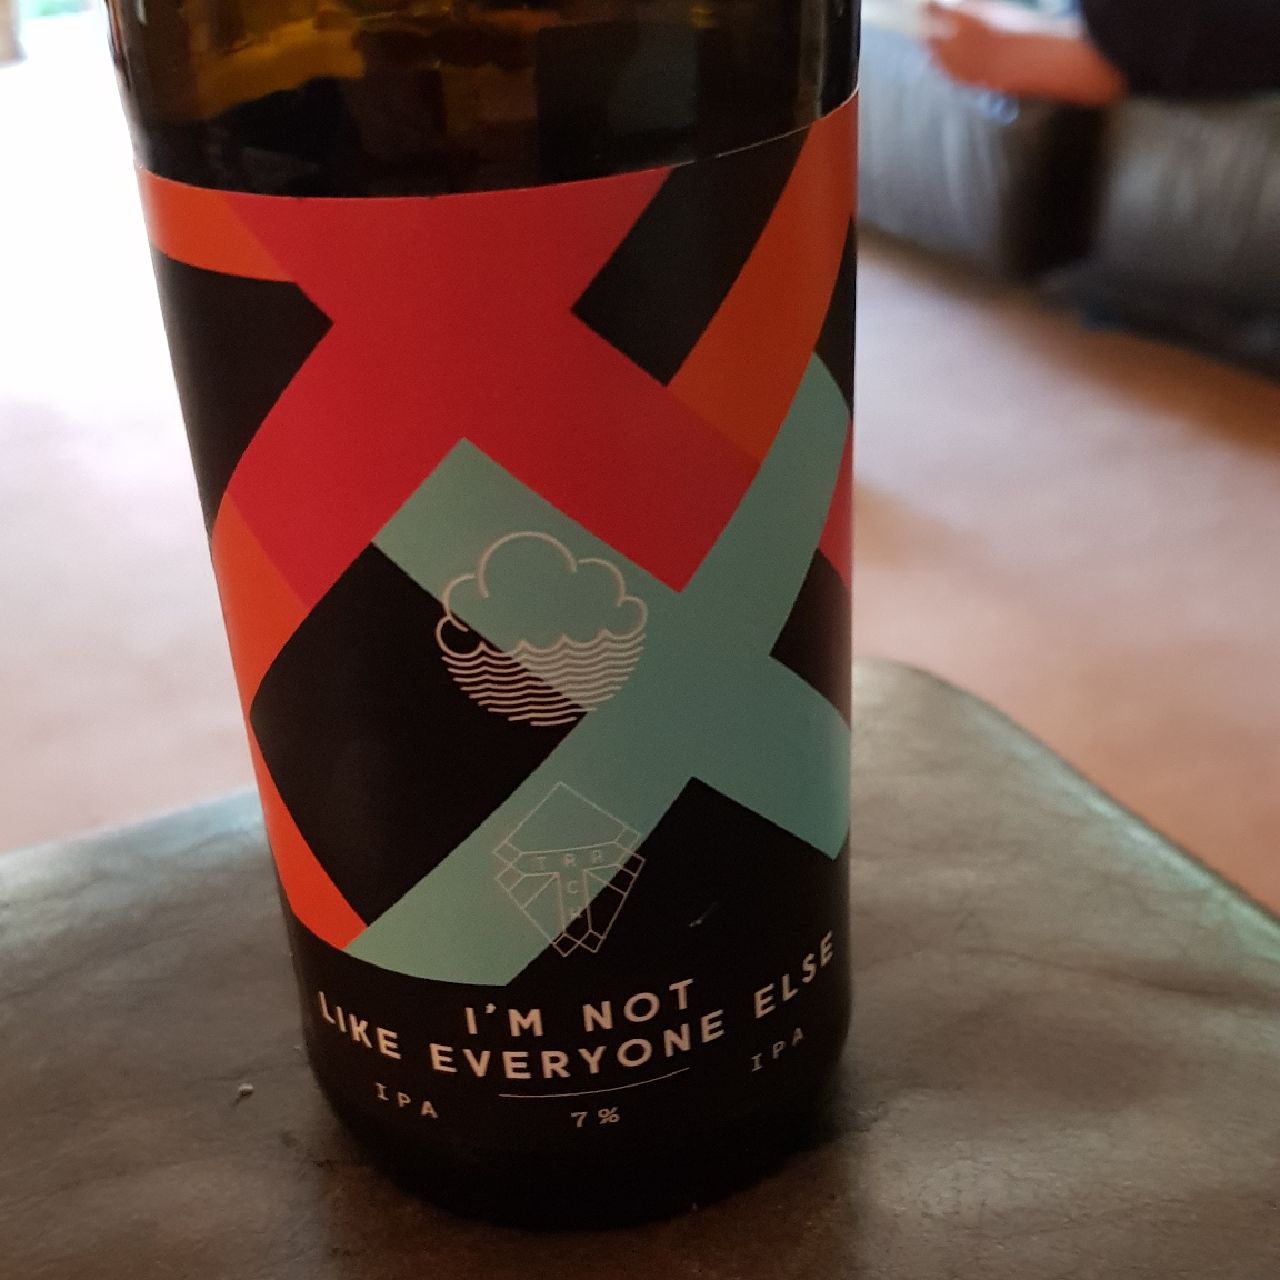 I'M NOT
LIKE EVERYONE ELSE
IPA IPA
7%